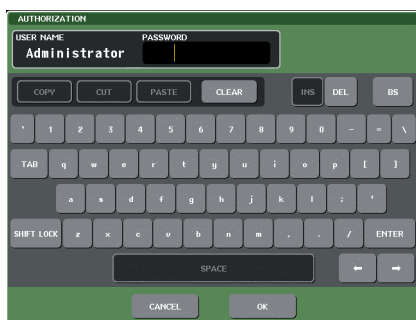 AUTHORIZATION
USER NAME PASSWORD
Administrator
COPY CUT PASTE CLEAR INS DEL BS
` 1 2 3 4 5 6 7 8 9 0 - = \
TAB q w e r t y u i o p [ ]
a s d f g h j k l ; '
SHIFT LOCK z x c v b n m , . / ENTER
SPACE ← →
CANCEL OK